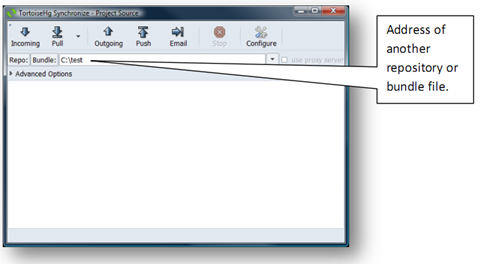 TortoiseHg Synchronize - Project Source
Incoming Pull Outgoing Push Email Stop Configure
Repo: Bundle: C:\test use proxy server
Advanced Options
Address of
another
repository or
bundle file.